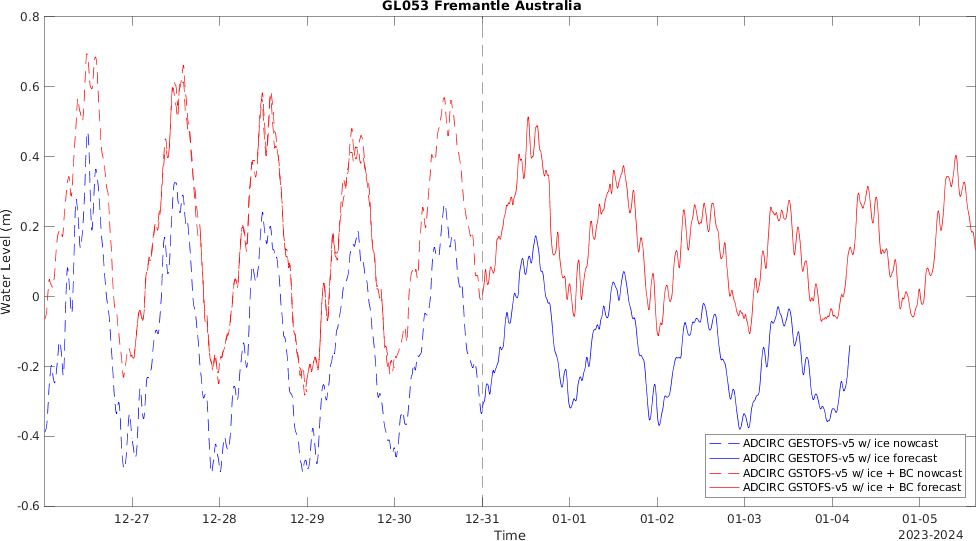 GL053 Fremantle Australia
Water Level (m)
0.8
0.6
0.4
0.2
0
-0.2
-0.4
-0.6
12-27 12-28 12-29 12-30 12-31 01-01 01-02 01-03 01-04 01-05
Time
2023-2024
ADCIRC GESTOFS-v5 w/ ice nowcast
ADCIRC GESTOFS-v5 w/ ice forecast
ADCIRC GSTOFS-v5 w/ ice + BC nowcast
ADCIRC GSTOFS-v5 w/ ice + BC forecast